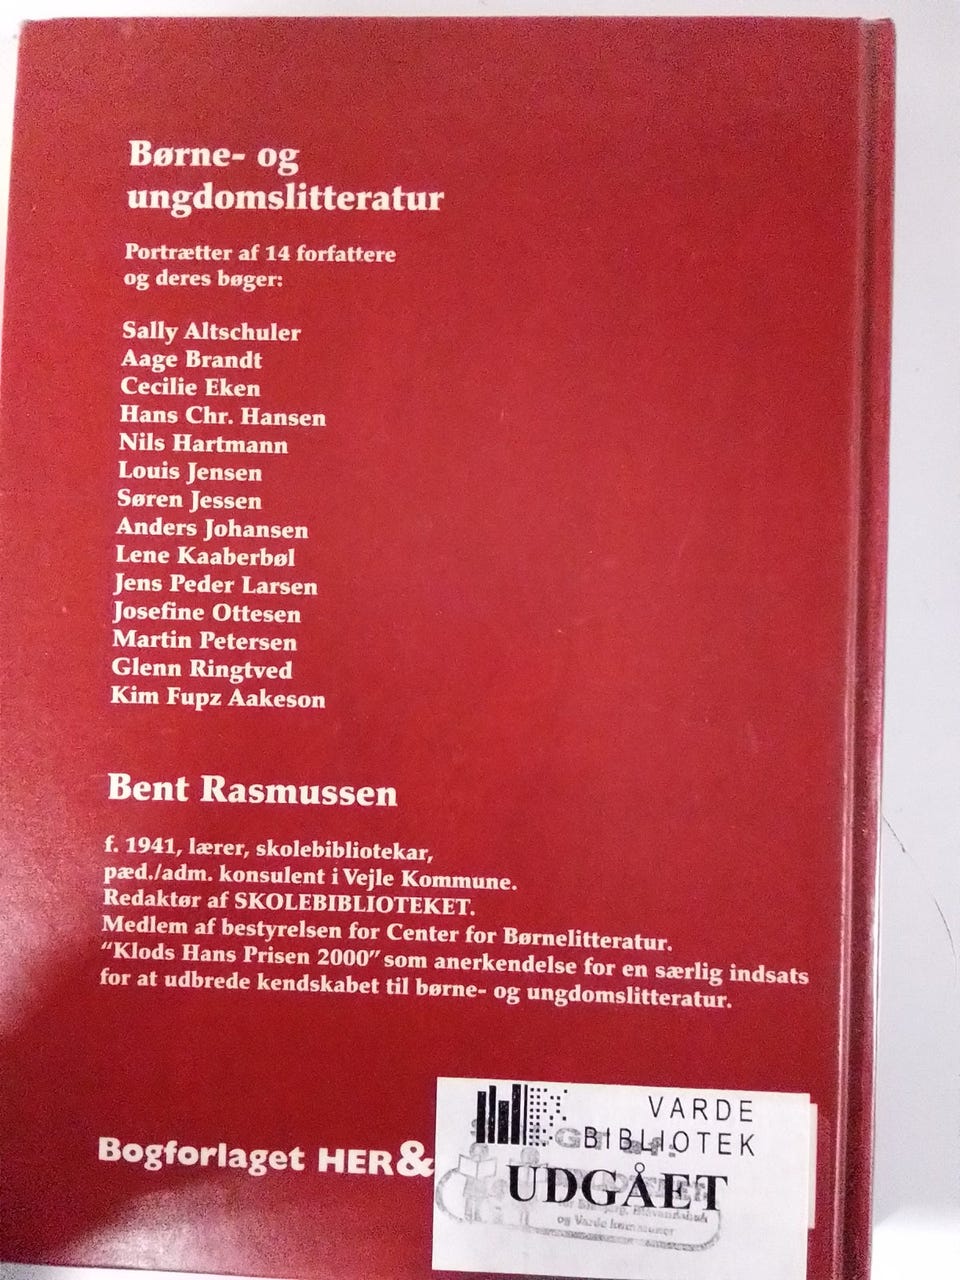 Børne- og
ungdomslitteratur
Portrætter af 14 forfattere
og deres bøger:
Sally Altschuler
Aage Brandt
Cecilie Eken
Hans Chr. Hansen
Nils Hartmann
Louis Jensen
Søren Jessen
Anders Johansen
Lene Kaaberbøl
Jens Peder Larsen
Josefine Ottesen
Martin Petersen
Glenn Ringtved
Kim Fupz Aakeson
Bent Rasmussen
f. 1941, lærer, skolebibliotekar,
pæd./adm. konsulent i Vejle Kommune.
Redaktør af SKOLEBIBLIOTEKET.
Medlem af bestyrelsen for Center for Børnelitteratur.
"Klods Hans Prisen 2000" som anerkendelse for en særlig indsats
for at udbrede kendskabet til børne- og ungdomslitteratur.
Bogforlaget HER&
VARDE
BIBLIOTEK
UDGÅET
og Varde kommuner